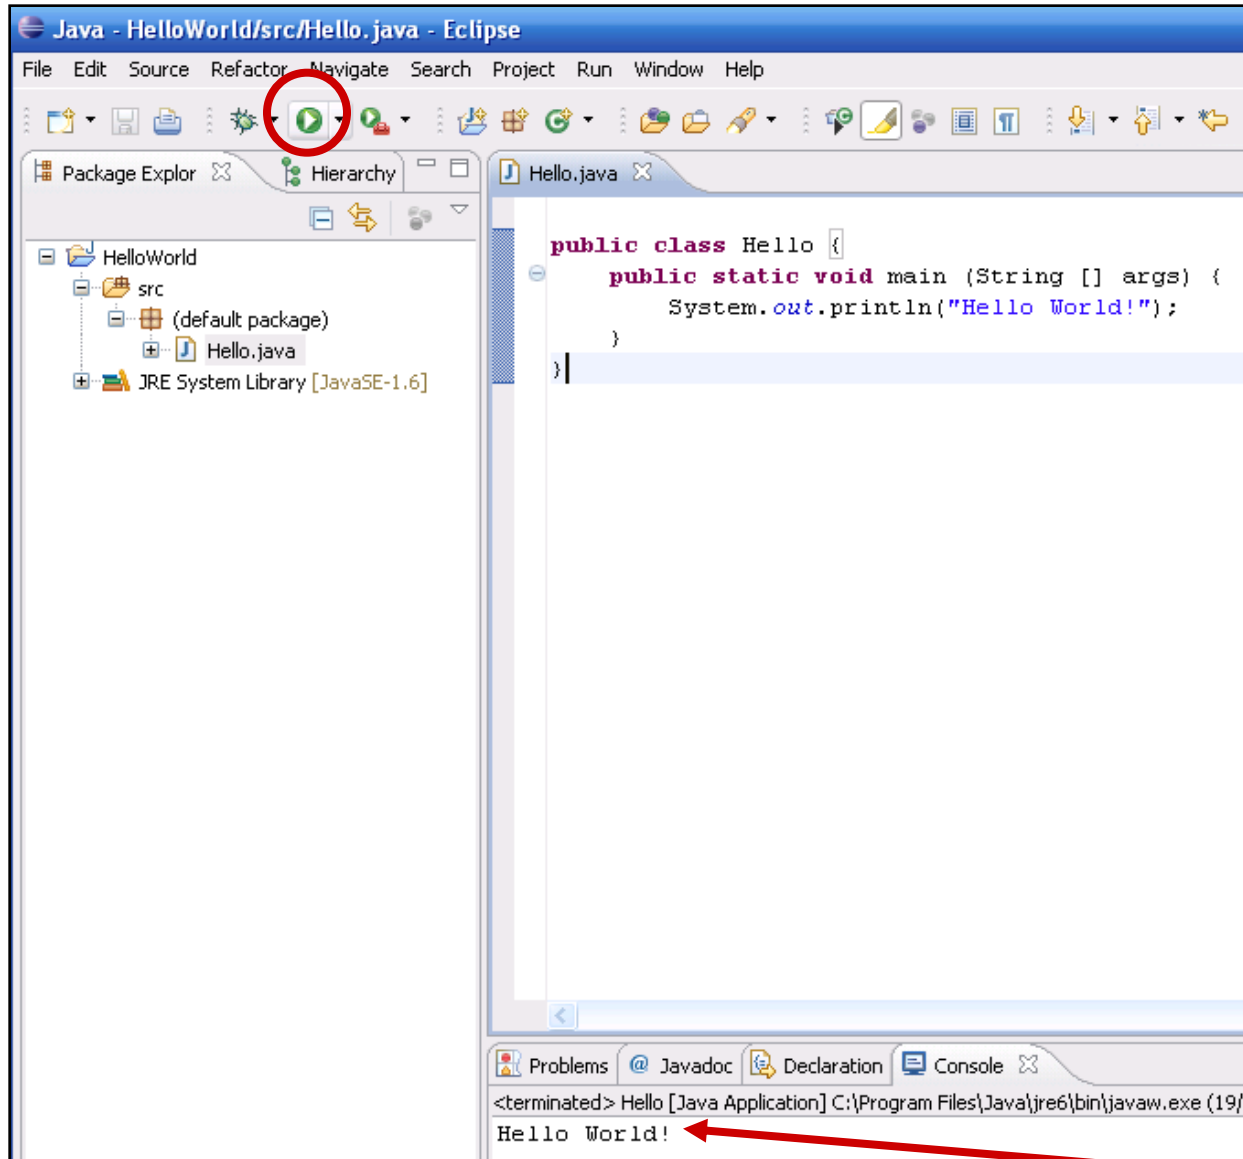 Java - HelloWorld/src/Hello.java - Eclipse
File Edit Source Refactor Navigate Search Project Run Window Help
Package Explor Hierarchy
Hello.java
HelloWorld
src
(default package)
Hello.java
JRE System Library [JavaSE-1.6]
public class Hello {
public static void main (String [] args) {
System.out.println("Hello World!");
}
}
Problems @ Javadoc Declaration Console
<terminated> Hello [Java Application] C:\Program Files\Java\jre6\bin\javaw.exe (19/
Hello World!